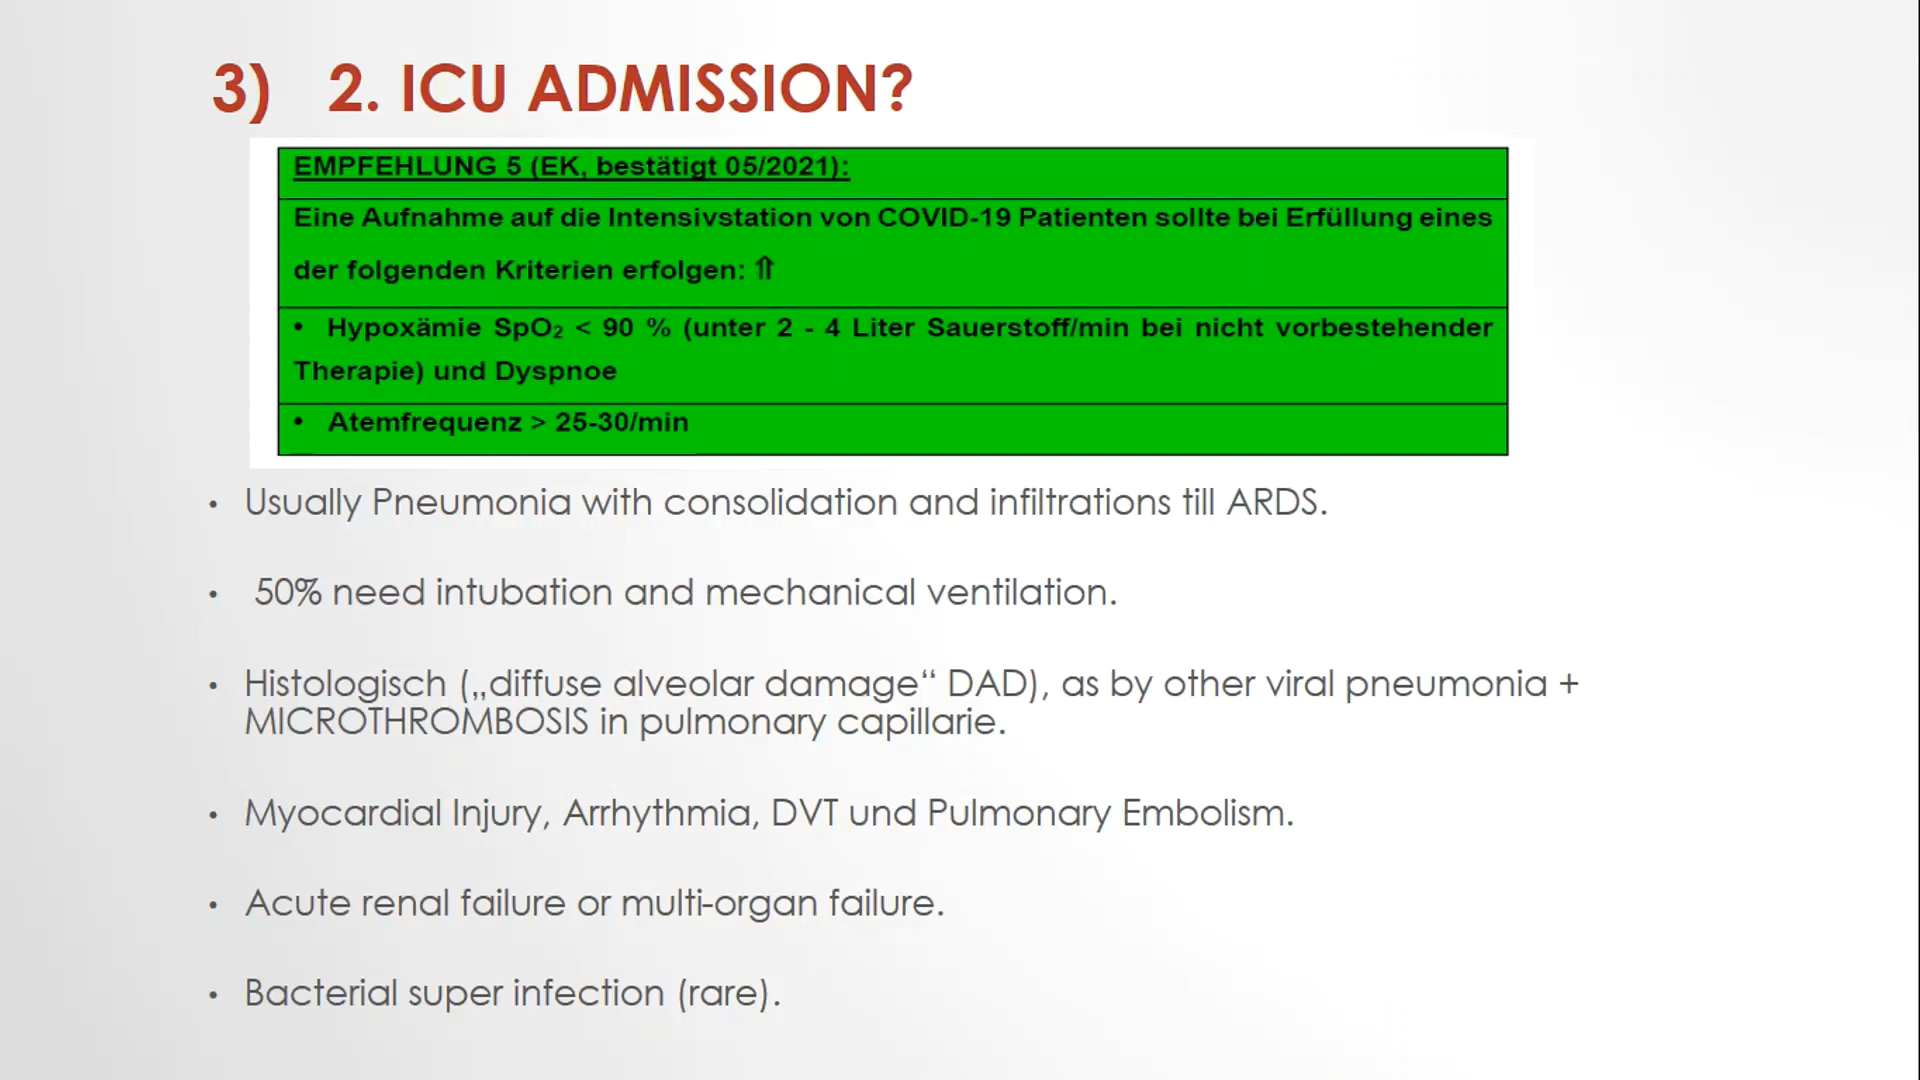 3) 2. ICU ADMISSION?
EMPFEHLUNG 5 (EK, bestätigt 05/2021):
Eine Aufnahme auf die Intensivstation von COVID-19 Patienten sollte bei Erfüllung eines
der folgenden Kriterien erfolgen: ⇑
• Hypoxämie SpO₂ < 90 % (unter 2 - 4 Liter Sauerstoff/min bei nicht vorbestehender
Therapie) und Dyspnoe
• Atemfrequenz > 25-30/min
• Usually Pneumonia with consolidation and infiltrations till ARDS.
• 50% need intubation and mechanical ventilation.
• Histologisch („diffuse alveolar damage“ DAD), as by other viral pneumonia +
MICROTHROMBOSIS in pulmonary capillarie.
• Myocardial Injury, Arrhythmia, DVT und Pulmonary Embolism.
• Acute renal failure or multi-organ failure.
• Bacterial super infection (rare).